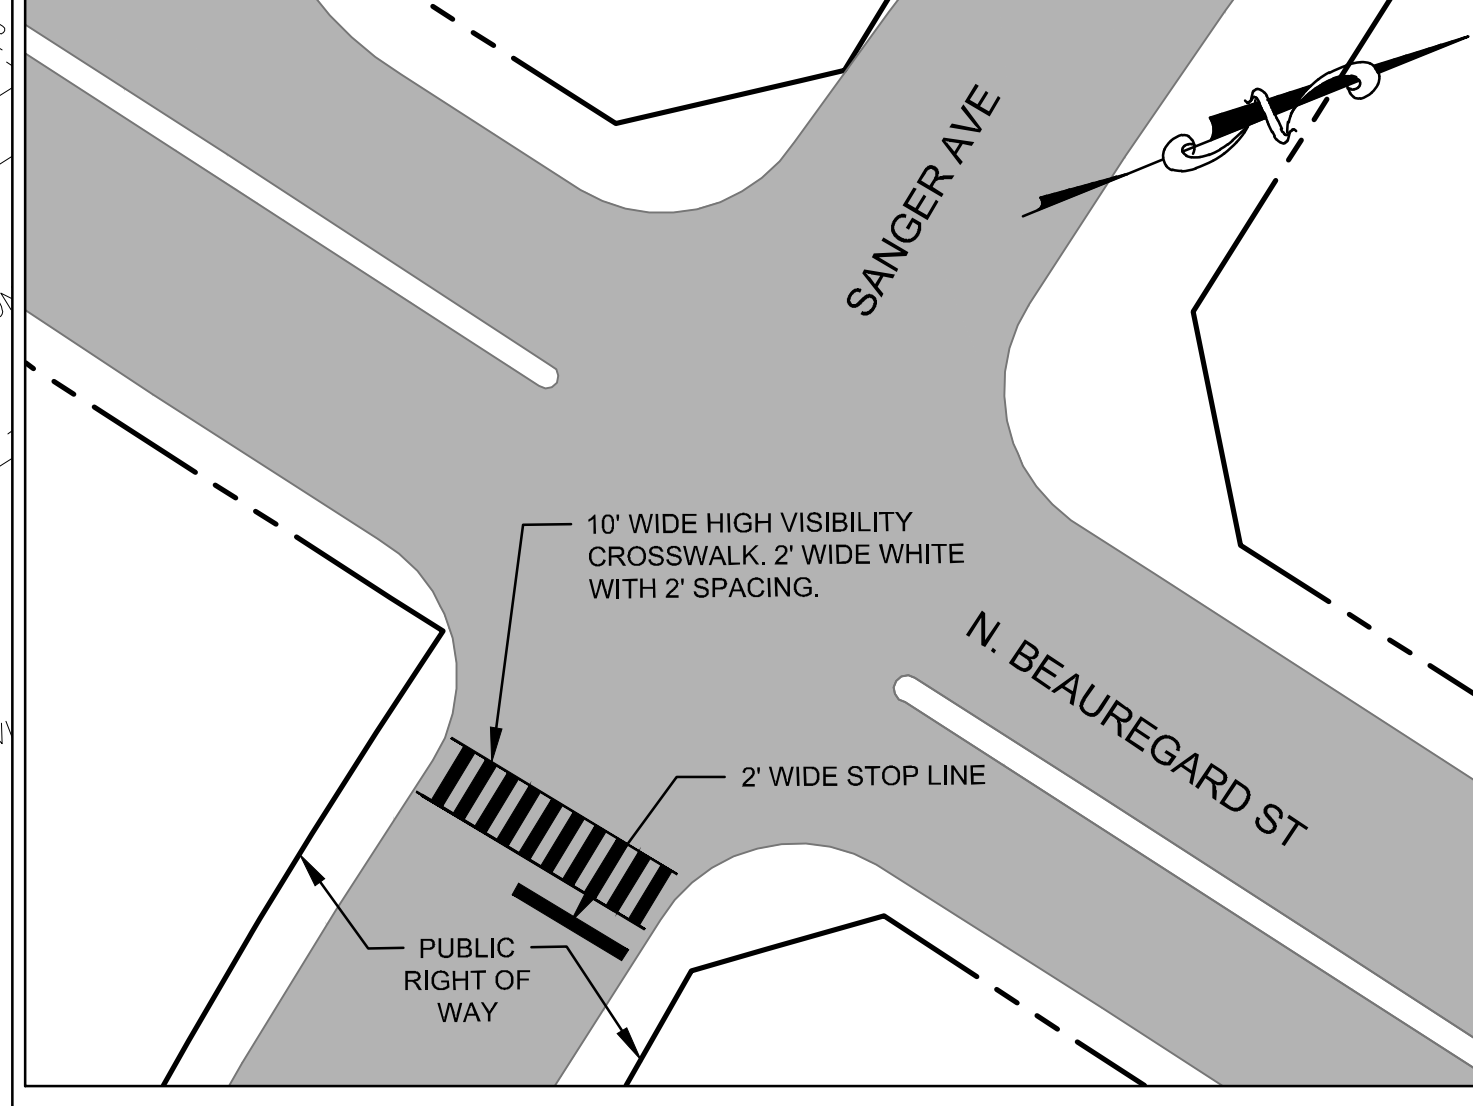 SANGER AVE
N
10' WIDE HIGH VISIBILITY
CROSSWALK. 2' WIDE WHITE
WITH 2' SPACING.
N. BEAUREGARD ST
2' WIDE STOP LINE
PUBLIC
RIGHT OF
WAY